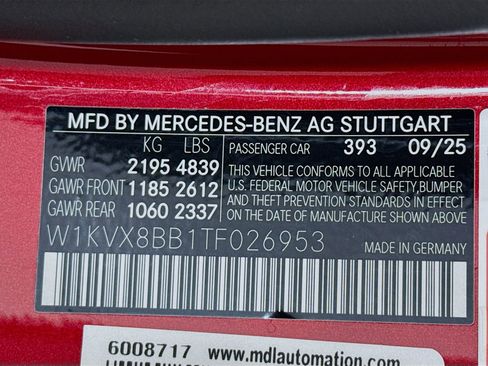 MFD BY MERCEDES-BENZ AG STUTTGART
KG LBS
PASSENGER CAR 393 09/25
GVWR 2195 4839
GAWR FRONT 1185 2612
GAWR REAR 1060 2337
THIS VEHICLE CONFORMS TO ALL APPLICABLE
U.S. FEDERAL MOTOR VEHICLE SAFETY, BUMPER
AND THEFT PREVENTION STANDARDS IN EFFECT
ON THE DATE OF MANUFACTURE SHOWN ABOVE.
W1KVX8BB1TF026953
MADE IN GERMANY
6008717 www.mdlautomation.com